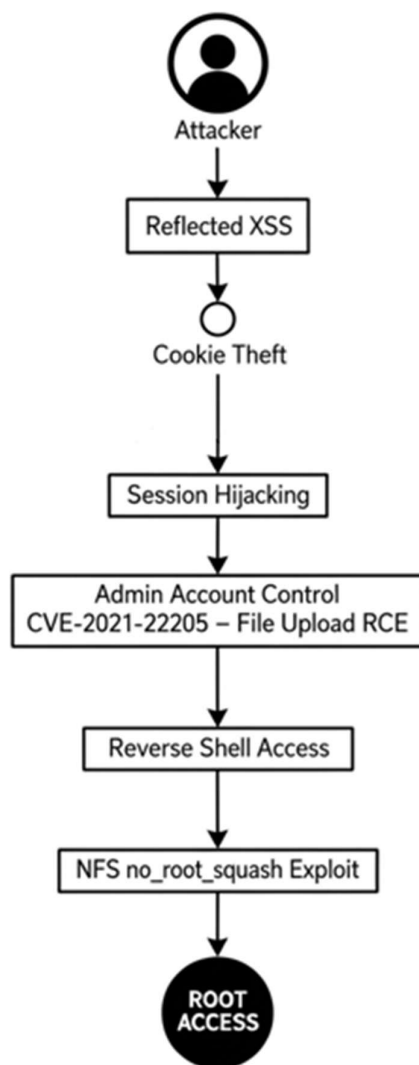 Attacker
Reflected XSS
Cookie Theft
Session Hijacking
Admin Account Control
CVE-2021-22205 – File Upload RCE
Reverse Shell Access
NFS no_root_squash Exploit
ROOT
ACCESS